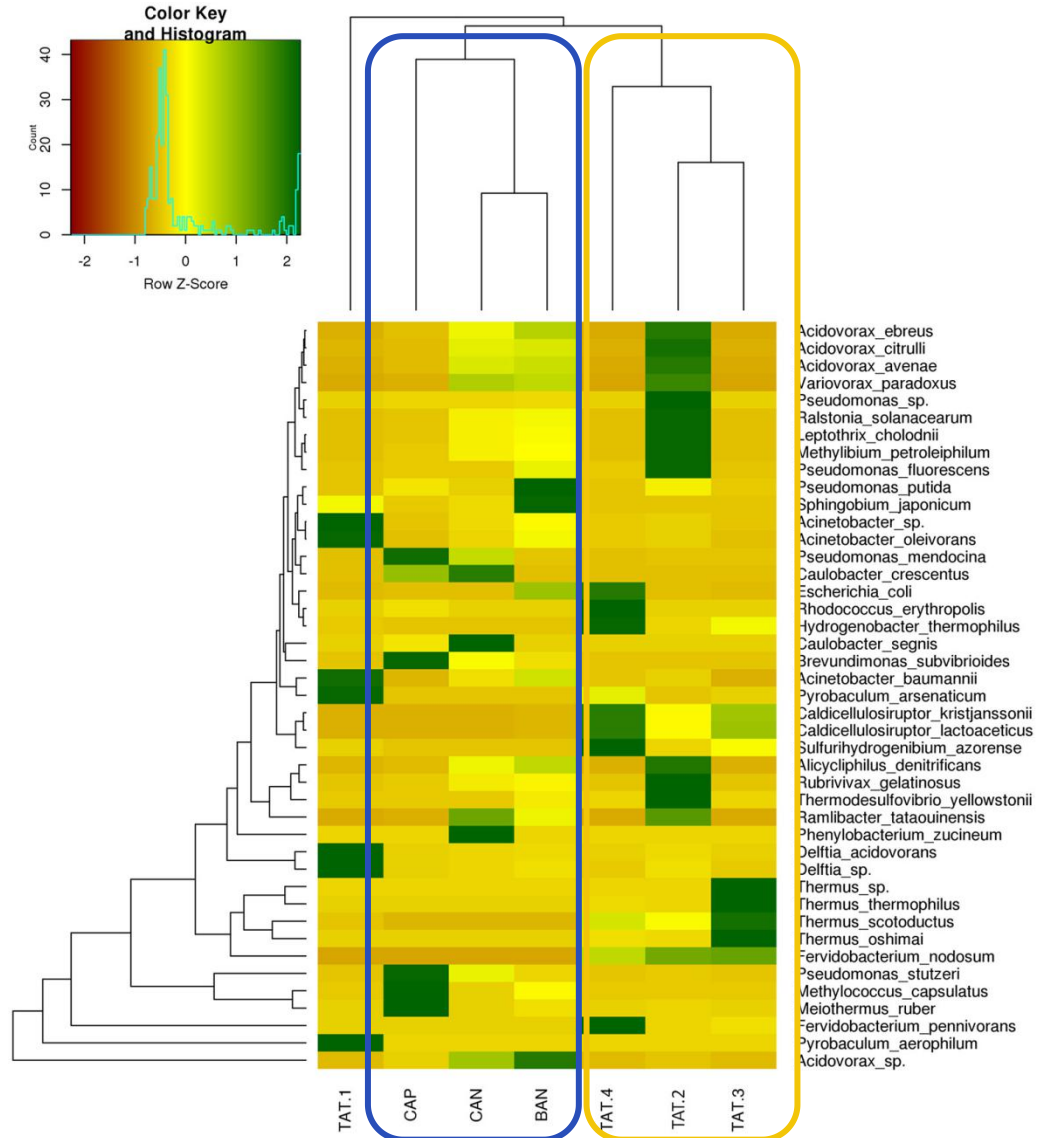 Color Key
and Histogram
Count
0
10
20
30
40
-2
-1
0
1
2
Row Z-Score
Acidovorax_ebreus
Acidovorax_citrulli
Acidovorax_avenae
Variovorax_paradoxus
Pseudomonas_sp.
Ralstonia_solanacearum
Leptothrix_cholodnii
Methylibium_petroleiphilum
Pseudomonas_fluorescens
Pseudomonas_putida
Sphingobium_japonicum
Acinetobacter_sp.
Acinetobacter_oleivorans
Pseudomonas_mendocina
Caulobacter_crescentus
Escherichia_coli
Rhodococcus_erythropolis
Hydrogenobacter_thermophilus
Caulobacter_segnis
Brevundimonas_subvibrioides
Acinetobacter_baumannii
Pyrobaculum_arsenaticum
Caldicellulosiruptor_kristjanssonii
Caldicellulosiruptor_lactoaceticus
Sulfurihydrogenibium_azorense
Alicycliphilus_denitrificans
Rubrivivax_gelatinosus
Thermodesulfovibrio_yellowstonii
Ramlibacter_tataouinensis
Phenylobacterium_zucineum
Delftia_acidovorans
Delftia_sp.
Thermus_sp.
Thermus_thermophilus
Thermus_scotoductus
Thermus_oshimai
Fervidobacterium_nodosum
Pseudomonas_stutzeri
Methylococcus_capsulatus
Meiothermus_ruber
Fervidobacterium_pennivorans
Pyrobaculum_aerophilum
Acidovorax_sp.
TAT.1
CAP
CAN
BAN
TAT.4
TAT.2
TAT.3